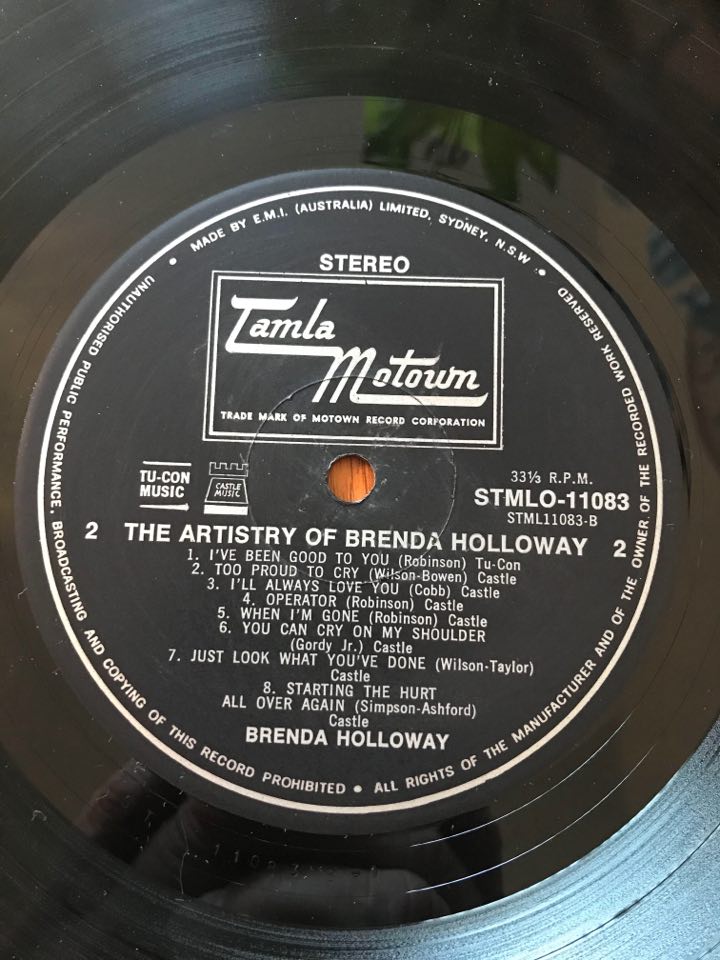 MADE BY E.M.I. (AUSTRALIA) LIMITED, SYDNEY, N.S.W.
STEREO
Tamla
Motown
TRADE MARK OF MOTOWN RECORD CORPORATION
TU-CON
MUSIC
CASTLE
MUSIC
33⅓ R.P.M.
STMLO-11083
STML11083-B
2 THE ARTISTRY OF BRENDA HOLLOWAY 2
1. I'VE BEEN GOOD TO YOU (Robinson) Tu-Con
2. TOO PROUD TO CRY (Wilson-Bowen) Castle
3. I'LL ALWAYS LOVE YOU (Cobb) Castle
4. OPERATOR (Robinson) Castle
5. WHEN I'M GONE (Robinson) Castle
6. YOU CAN CRY ON MY SHOULDER
(Gordy Jr.) Castle
7. JUST LOOK WHAT YOU'VE DONE (Wilson-Taylor)
Castle
8. STARTING THE HURT
ALL OVER AGAIN (Simpson-Ashford)
Castle
BRENDA HOLLOWAY
UNAUTHORISED PUBLIC PERFORMANCE, BROADCASTING AND COPYING OF THIS RECORD PROHIBITED • ALL RIGHTS OF THE MANUFACTURER AND OF THE OWNER OF THE RECORDED WORK RESERVED